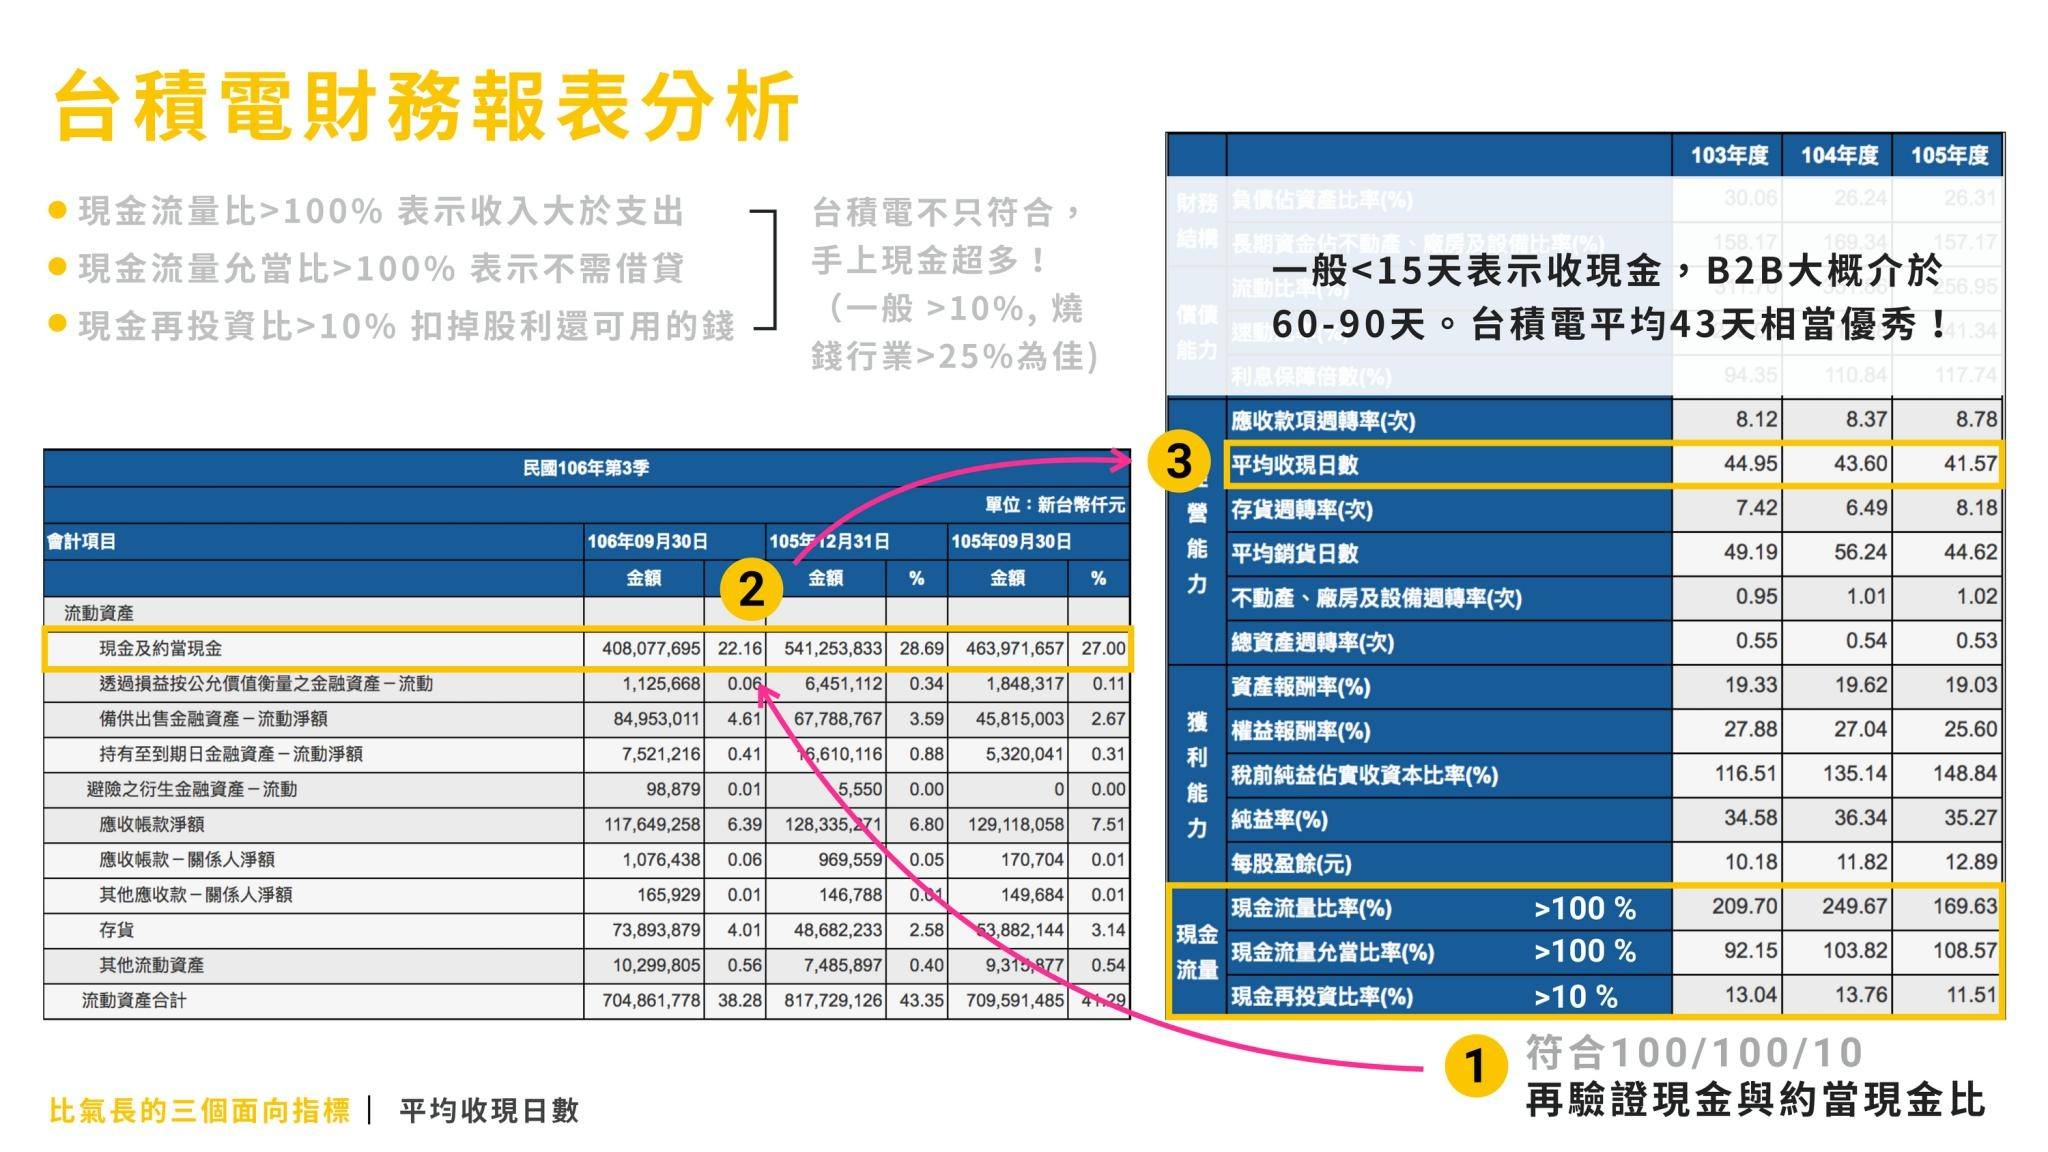 台積電財務報表分析
現金流量比>100% 表示收入大於支出
現金流量允當比>100% 表示不需借貸
現金再投資比>10% 扣掉股利還可用的錢
台積電不只符合，
手上現金超多！
（一般 >10%, 燒
錢行業>25%為佳)
民國106年第3季
單位：新台幣仟元
會計項目 106年09月30日 105年12月31日 105年09月30日
金額 2 金額 % 金額 %
流動資產
現金及約當現金 408,077,695 22.16 541,253,833 28.69 463,971,657 27.00
透過損益按公允價值衡量之金融資產－流動 1,125,668 0.06 6,451,112 0.34 1,848,317 0.11
備供出售金融資產－流動淨額 84,953,011 4.61 67,788,767 3.59 45,815,003 2.67
持有至到期日金融資產－流動淨額 7,521,216 0.41 16,610,116 0.88 5,320,041 0.31
避險之衍生金融資產－流動 98,879 0.01 5,550 0.00 0 0.00
應收帳款淨額 117,649,258 6.39 128,335,271 6.80 129,118,058 7.51
應收帳款－關係人淨額 1,076,438 0.06 969,559 0.05 170,704 0.01
其他應收款－關係人淨額 165,929 0.01 146,788 0.01 149,684 0.01
存貨 73,893,879 4.01 48,682,233 2.58 53,882,144 3.14
其他流動資產 10,299,805 0.56 7,485,897 0.40 9,315,877 0.54
流動資產合計 704,861,778 38.28 817,729,126 43.35 709,591,485 41.29
103年度 104年度 105年度
財務結構
負債佔資產比率(%) 30.06 26.24 26.31
長期資金佔不動產、廠房及設備比率(%) 158.17 169.34 157.17
一般<15天表示收現金，B2B大概介於
60-90天。台積電平均43天相當優秀！
償債能力
流動比率(%) 256.95
利息保障倍數(%) 94.35 110.84 117.74
營能力
應收款項週轉率(次) 8.12 8.37 8.78
3 平均收現日數 44.95 43.60 41.57
存貨週轉率(次) 7.42 6.49 8.18
平均銷貨日數 49.19 56.24 44.62
不動產、廠房及設備週轉率(次) 0.95 1.01 1.02
總資產週轉率(次) 0.55 0.54 0.53
獲利能力
資產報酬率(%) 19.33 19.62 19.03
權益報酬率(%) 27.88 27.04 25.60
稅前純益佔實收資本比率(%) 116.51 135.14 148.84
純益率(%) 34.58 36.34 35.27
每股盈餘(元) 10.18 11.82 12.89
現金流量
現金流量比率(%) >100 % 209.70 249.67 169.63
現金流量允當比率(%) >100 % 92.15 103.82 108.57
現金再投資比率(%) >10 % 13.04 13.76 11.51
1 符合100/100/10
再驗證現金與約當現金比
比氣長的三個面向指標 | 平均收現日數